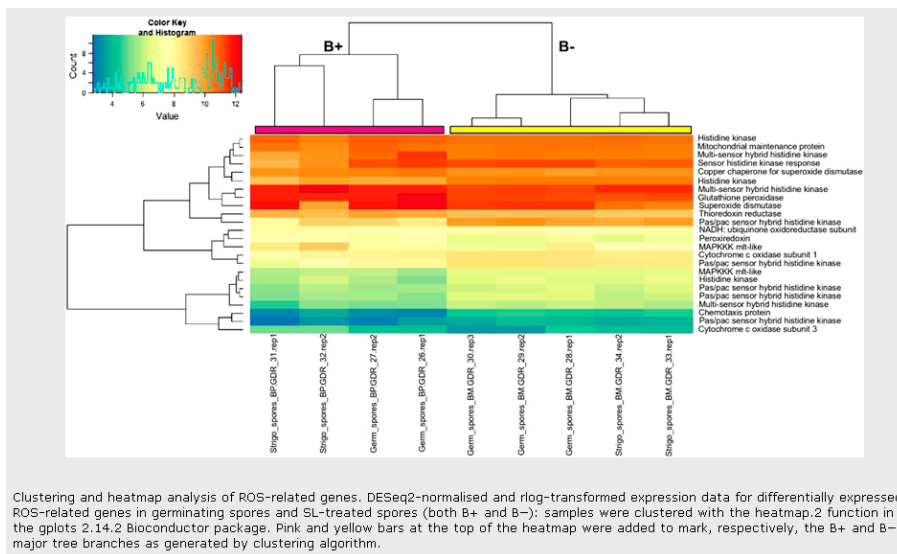 Color Key
and Histogram
Count
0 4 8
4 6 8 10 12
Value
B+
B-
Histidine kinase
Mitochondrial maintenance protein
Multi-sensor hybrid histidine kinase
Sensor histidine kinase response
Copper chaperone for superoxide dismutase
Histidine kinase
Multi-sensor hybrid histidine kinase
Glutathione peroxidase
Superoxide dismutase
Thioredoxin reductase
Pas/pac sensor hybrid histidine kinase
NADH: ubiquinone oxidoreductase subunit
Peroxiredoxin
MAPKKK mlt-like
Cytochrome c oxidase subunit 1
Pas/pac sensor hybrid histidine kinase
MAPKKK mlt-like
Histidine kinase
Pas/pac sensor hybrid histidine kinase
Pas/pac sensor hybrid histidine kinase
Multi-sensor hybrid histidine kinase
Chemotaxis protein
Pas/pac sensor hybrid histidine kinase
Cytochrome c oxidase subunit 3
Strigo_spores_BP.GDR_31.rep1
Strigo_spores_BP.GDR_32.rep2
Germ_spores_BP.GDR_27.rep2
Germ_spores_BP.GDR_26.rep1
Germ_spores_BM.GDR_30.rep3
Germ_spores_BM.GDR_29.rep2
Germ_spores_BM.GDR_28.rep1
Strigo_spores_BM.GDR_34.rep2
Strigo_spores_BM.GDR_33.rep1
Clustering and heatmap analysis of ROS-related genes. DESeq2-normalised and rlog-transformed expression data for differentially expresse
ROS-related genes in germinating spores and SL-treated spores (both B+ and B−): samples were clustered with the heatmap.2 function in
the gplots 2.14.2 Bioconductor package. Pink and yellow bars at the top of the heatmap were added to mark, respectively, the B+ and B−
major tree branches as generated by clustering algorithm.